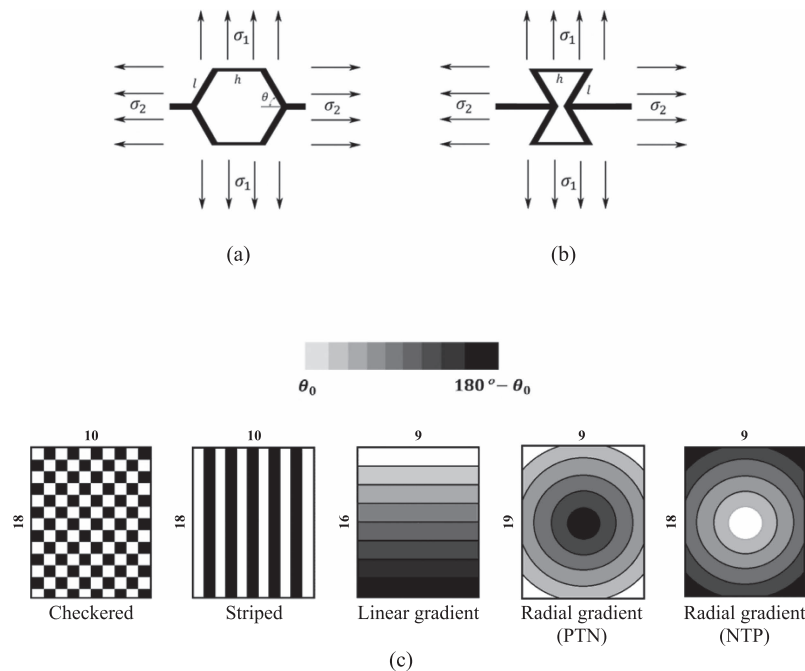 σ1
σ1
l
h
θ
σ2
σ2
h
l
σ2
σ2
σ1
σ1
(a)
(b)
θ0
180° − θ0
10
10
9
9
9
18
18
16
19
18
Checkered
Striped
Linear gradient
Radial gradient
(PTN)
Radial gradient
(NTP)
(c)